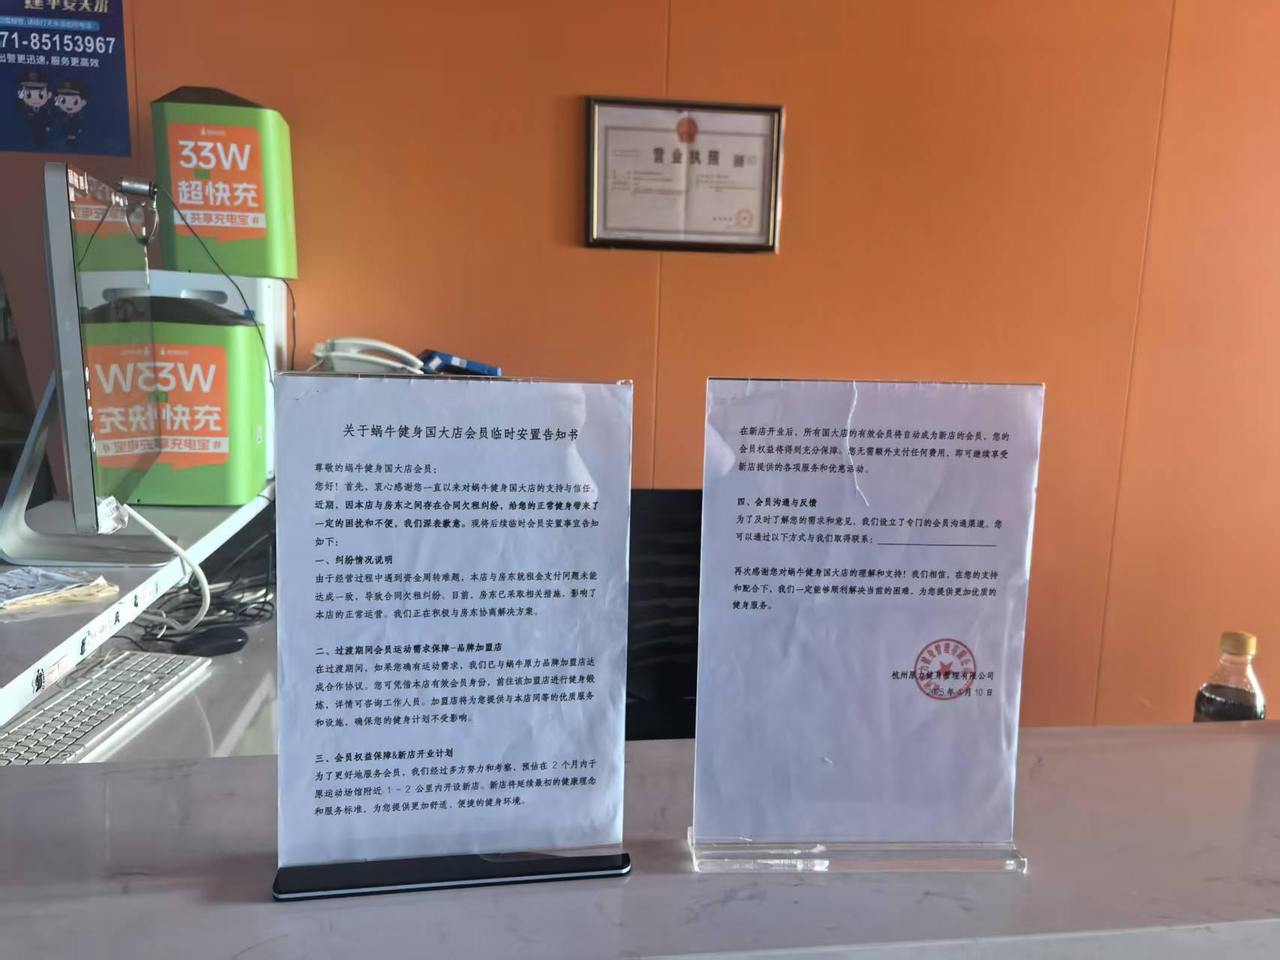 建平安天水
71-85153967
出警更迅速,服务更高效
33W
超快充
共享充电宝
33W
超快充
共享充电宝
营业执照
关于蜗牛健身国大店会员临时安置告知书
尊敬的蜗牛健身国大店会员:
您好!首先,衷心感谢您一直以来对蜗牛健身国大店的支持与信任。
近期,因本店与房东之间存在合同欠租纠纷,给您的正常健身带来了
一定的困扰和不便,我们深表歉意。现将后续临时会员安置事宜告知
如下:
一、纠纷情况说明
由于经营过程中遇到资金周转难题,本店与房东就租金支付问题未能
达成一致,导致合同欠租纠纷。目前,房东已采取相关措施,影响了
本店的正常运营。我们正在积极与房东协商解决方案。
二、过渡期间会员运动需求保障-品牌加盟店
在过渡期间,如果您确有运动需求,我们已与蜗牛原力品牌加盟店达
成合作协议。您可凭借本店有效会员身份,前往该加盟店进行健身锻
炼,详情可咨询工作人员。加盟店将为您提供与本店同等的优质服务
和设施,确保您的健身计划不受影响。
三、会员权益保障&新店开业计划
为了更好地服务会员,我们经过多方努力和考察,预估在2个月内于
原运动场馆附近1-2公里内开设新店。新店将延续最初的健康理念
和服务标准,为您提供更加舒适、便捷的健身环境。
在新店开业后,所有国大店的有效会员将自动成为新店的会员,您的
会员权益将得到充分保障。您无需额外支付任何费用,即可继续享受
新店提供的各项服务和优惠活动。
四、会员沟通与反馈
为了及时了解您的需求和意见,我们设立了专门的会员沟通渠道。您
可以通过以下方式与我们取得联系:
再次感谢您对蜗牛健身国大店的理解和支持!我们相信,在您的支持
和配合下,我们一定能够顺利解决当前的困难,为您提供更加优质的
健身服务。
杭州原力健身管理有限公司
月10日